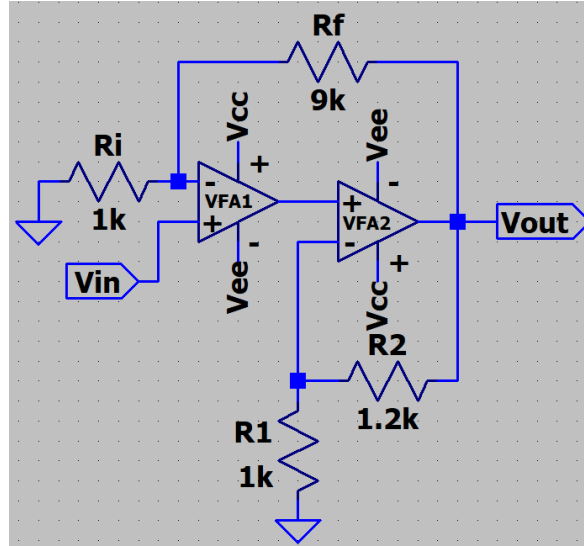 Rf
9k
Vcc
+
Vee
-
Ri
1k
-
VFA1
+
-
Vee
+
VFA2
-
+
Vcc
Vout
Vin
R2
1.2k
R1
1k